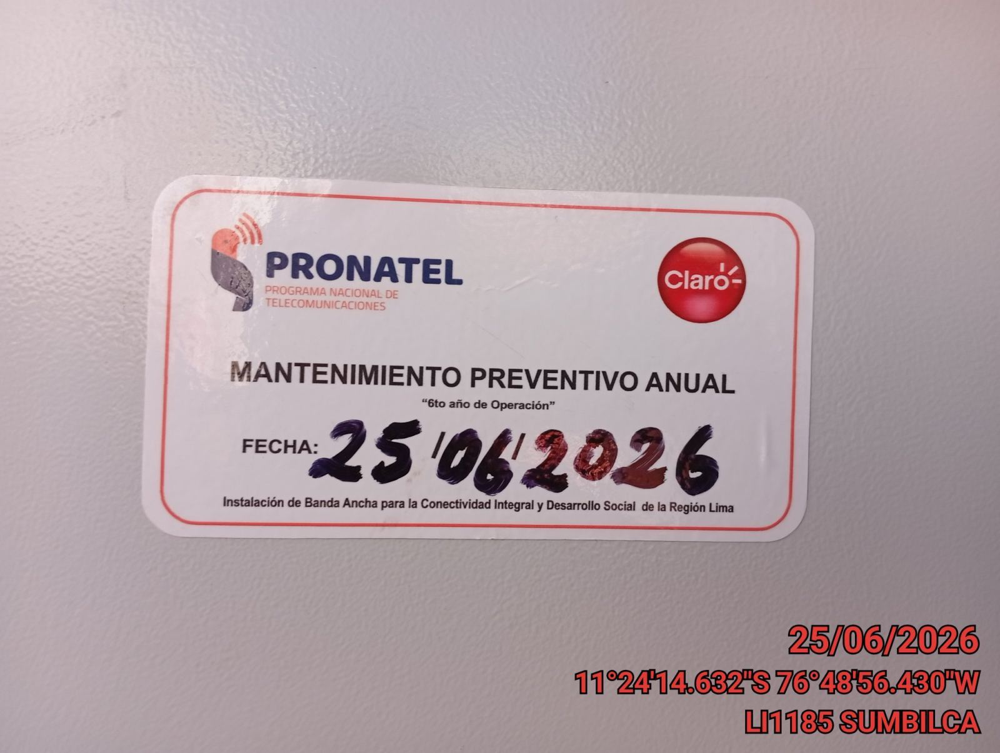 PRONATEL
PROGRAMA NACIONAL DE
TELECOMUNICACIONES
Claro
MANTENIMIENTO PREVENTIVO ANUAL
“6to año de Operación”
FECHA: 25/06/2026
Instalación de Banda Ancha para la Conectividad Integral y Desarrollo Social de la Región Lima
25/06/2026
11°24'14.632"S 76°48'56.430"W
LI1185 SUMBILCA